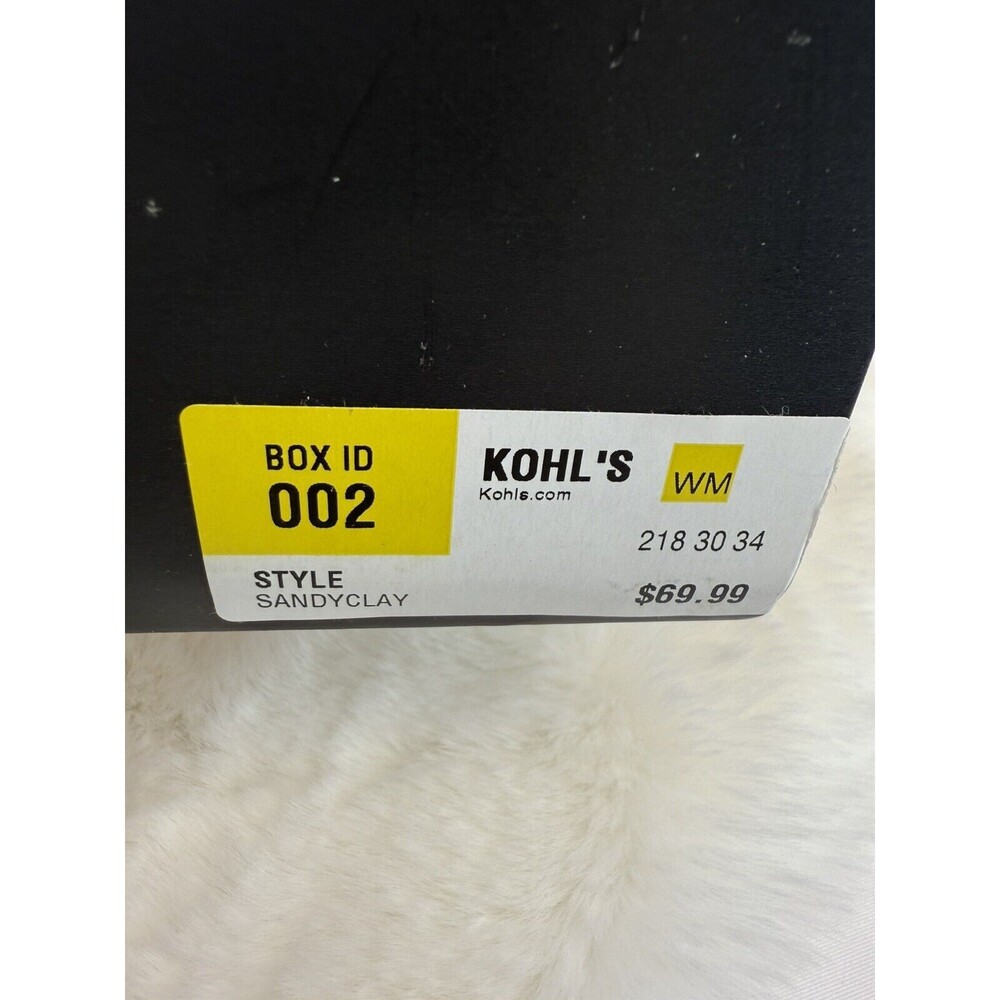 BOX ID
002
KOHL'S
Kohls.com
WM
218 30 34
STYLE
SANDYCLAY
$69.99